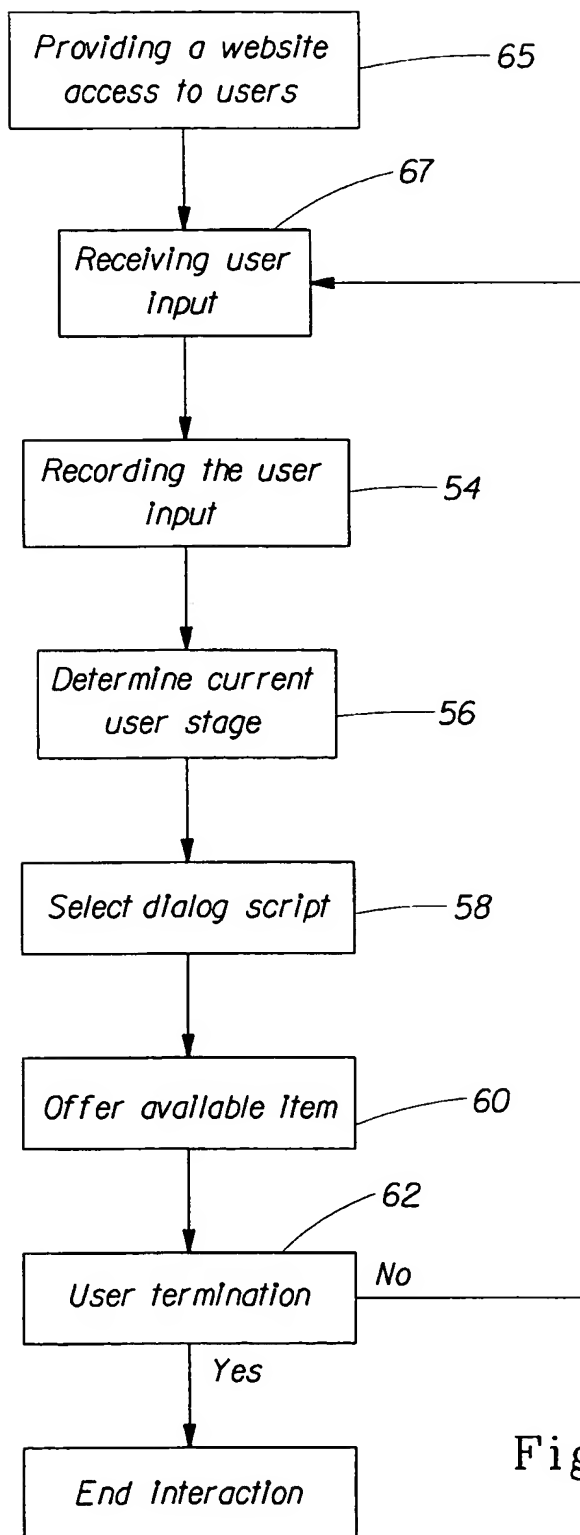 Providing a website
access to users
65
67
Receiving user
input
Recording the user
input
54
Determine current
user stage
56
Select dialog script
58
Offer available item
60
62
User termination
No
Yes
End interaction
Fig